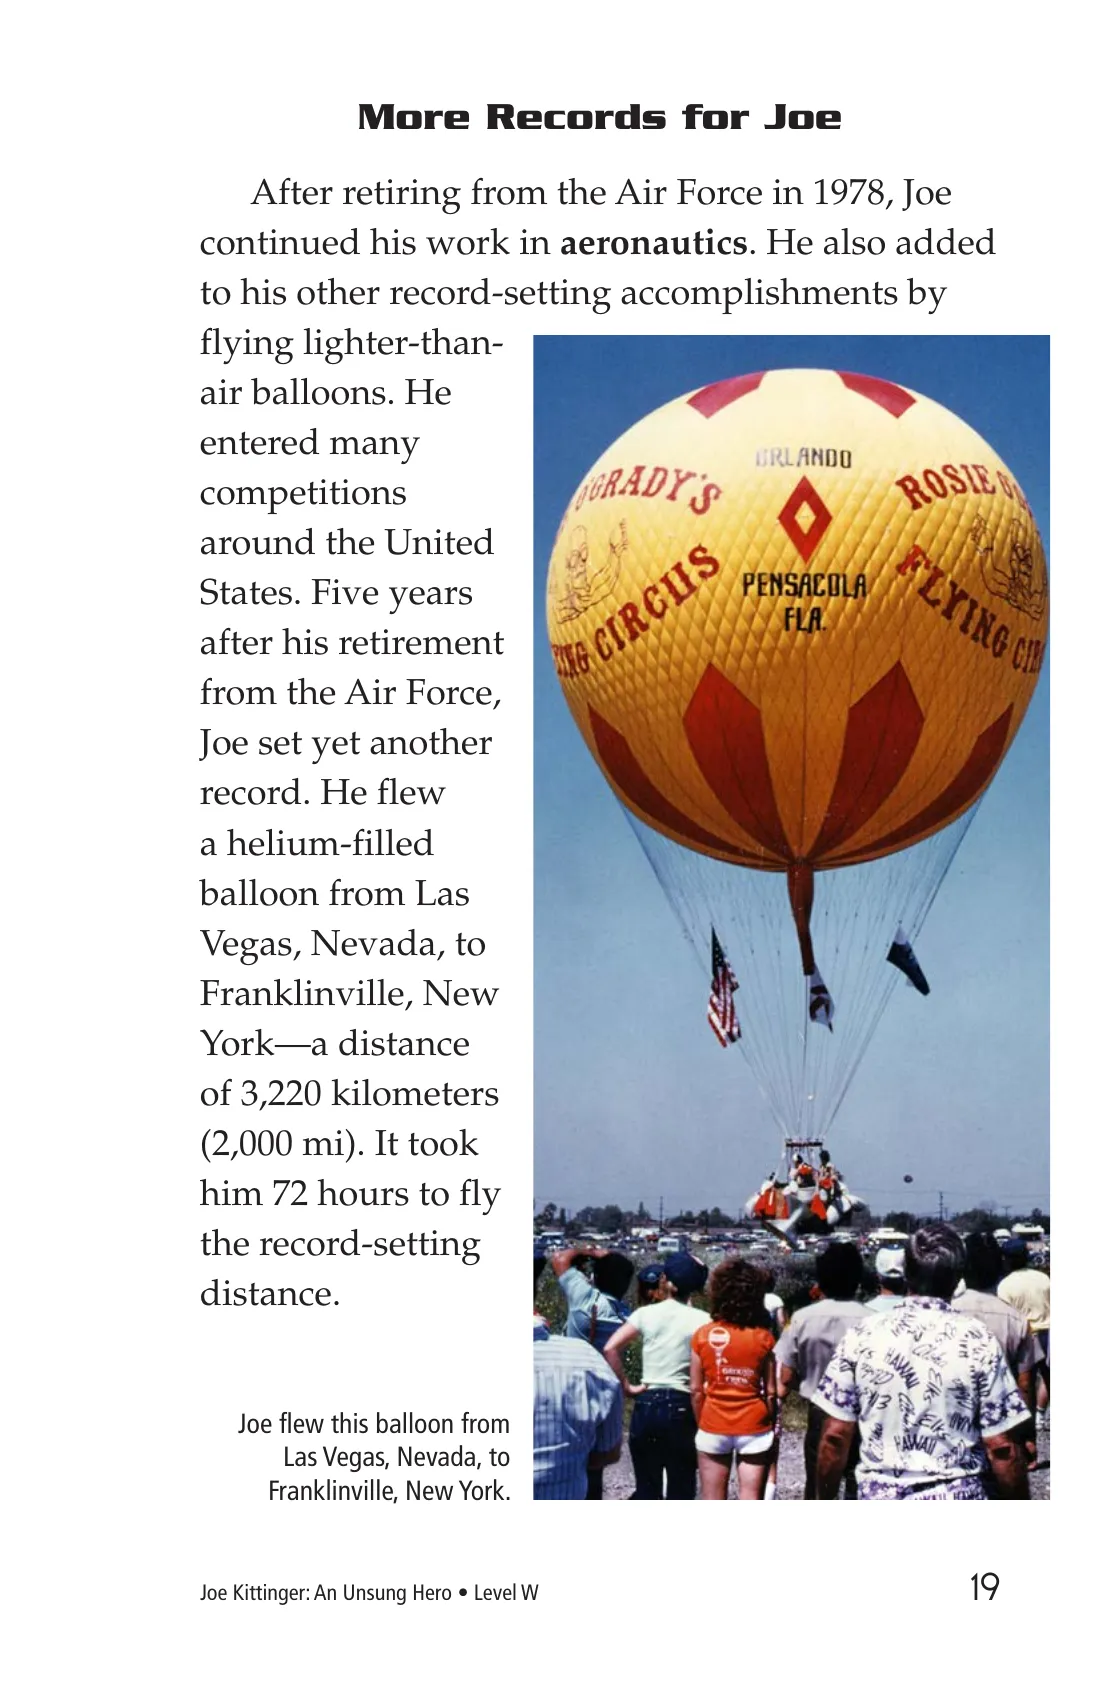 More Records for Joe
After retiring from the Air Force in 1978, Joe
continued his work in aeronautics. He also added
to his other record-setting accomplishments by
flying lighter-than-
air balloons. He
entered many
competitions
around the United
States. Five years
after his retirement
from the Air Force,
Joe set yet another
record. He flew
a helium-filled
balloon from Las
Vegas, Nevada, to
Franklinville, New
York—a distance
of 3,220 kilometers
(2,000 mi). It took
him 72 hours to fly
the record-setting
distance.
ORLANDO
O'GRADY'S
ROSIE
PENSACOLA
FLA.
CIRCUS
FLYING
GROUND
CREW
HAWAII
HAWAII
Joe flew this balloon from
Las Vegas, Nevada, to
Franklinville, New York.
Joe Kittinger: An Unsung Hero • Level W
19